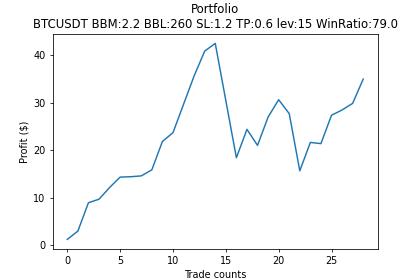 Portfolio
BTCUSDT BBM:2.2 BBL:260 SL:1.2 TP:0.6 lev:15 WinRatio:79.0
40
30
20
10
0
Profit ($)
0 5 10 15 20 25
Trade counts